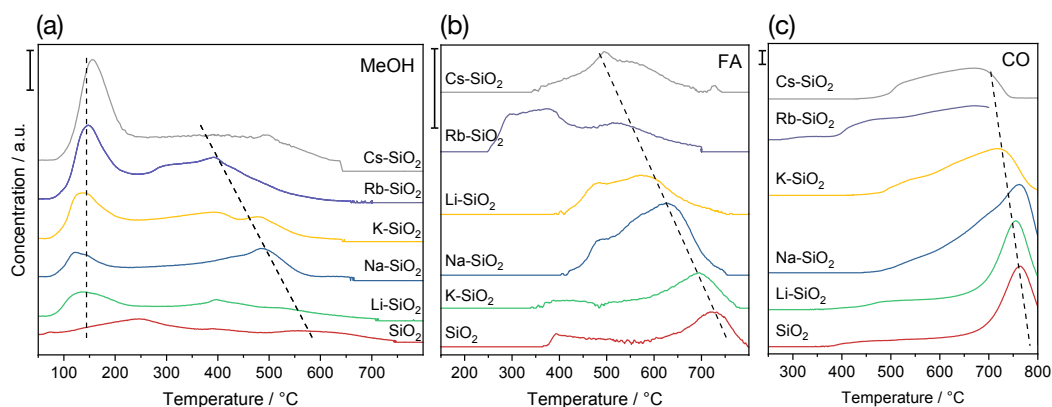 (a)
MeOH
Cs-SiO₂
Rb-SiO₂
K-SiO₂
Na-SiO₂
Li-SiO₂
SiO₂
Concentration / a.u.
100 200 300 400 500 600 700 800
Temperature / °C
(b)
FA
Cs-SiO₂
Rb-SiO₂
Li-SiO₂
Na-SiO₂
K-SiO₂
SiO₂
200 300 400 500 600 700 800
Temperature / °C
(c)
CO
Cs-SiO₂
Rb-SiO₂
K-SiO₂
Na-SiO₂
Li-SiO₂
SiO₂
300 400 500 600 700 800
Temperature / °C